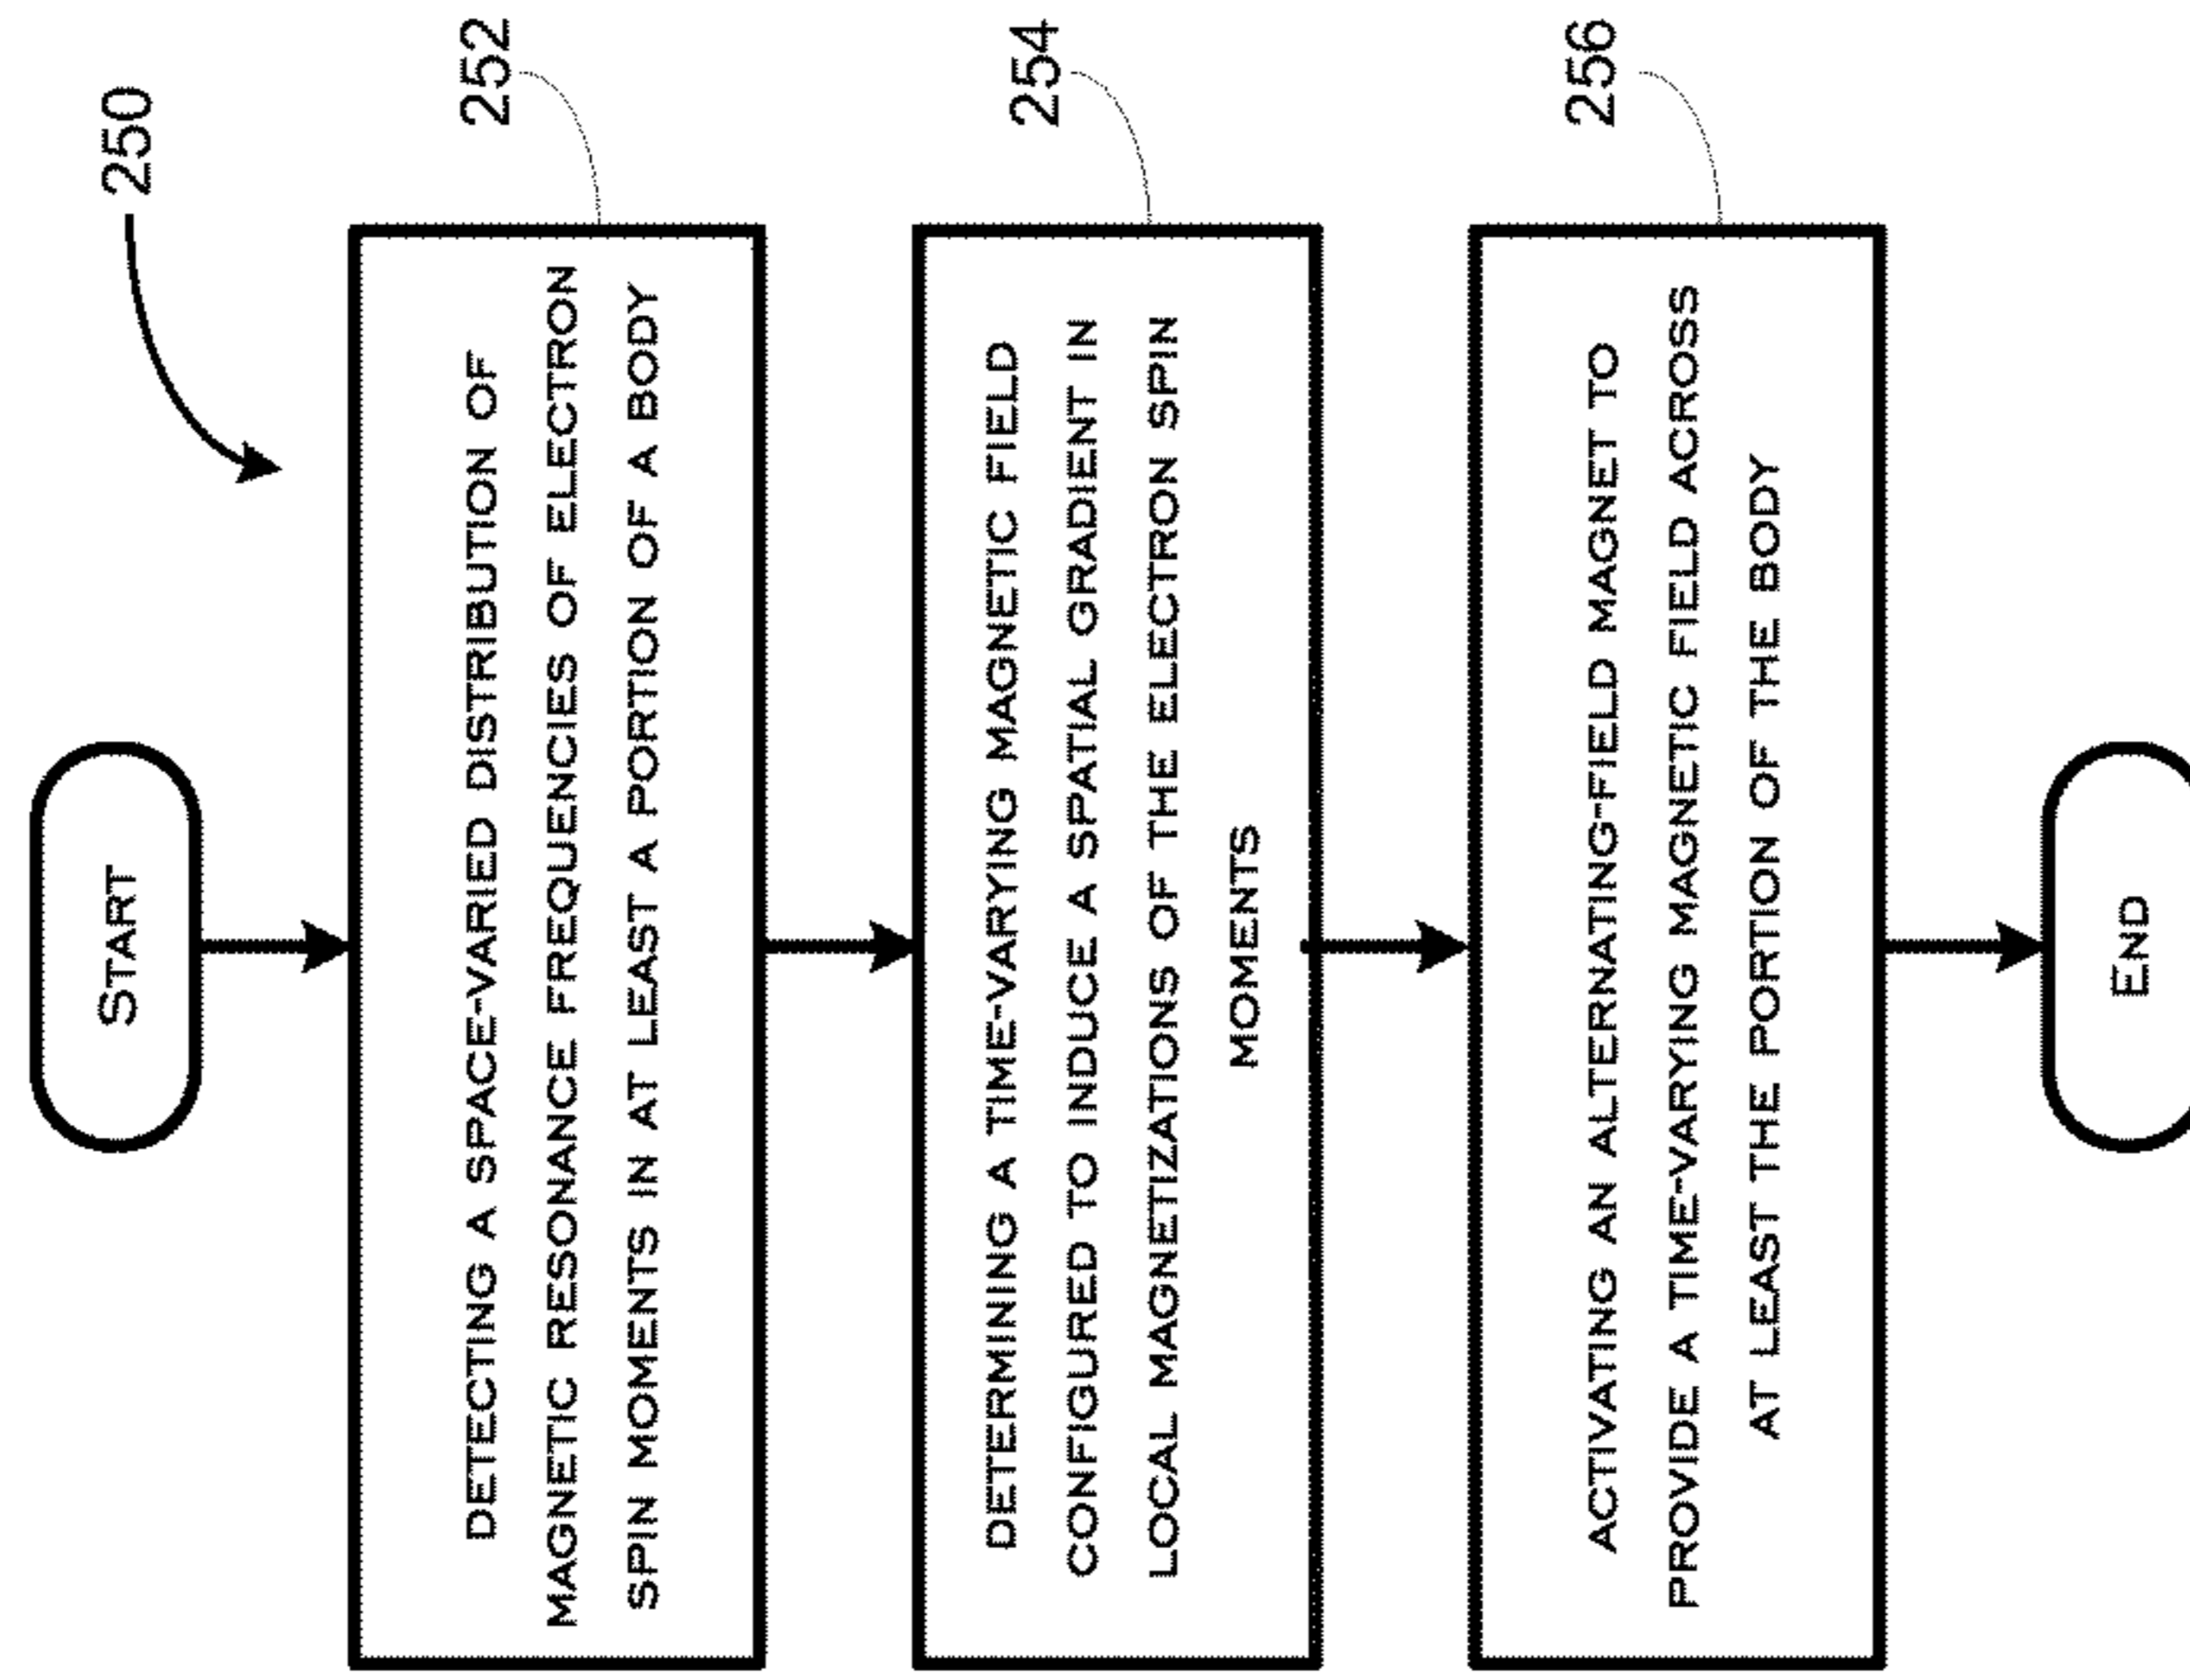 250
START
252
DETECTING A SPACE-VARIED DISTRIBUTION OF
MAGNETIC RESONANCE FREQUENCIES OF ELECTRON
SPIN MOMENTS IN AT LEAST A PORTION OF A BODY
254
DETERMINING A TIME-VARYING MAGNETIC FIELD
CONFIGURED TO INDUCE A SPATIAL GRADIENT IN
LOCAL MAGNETIZATIONS OF THE ELECTRON SPIN
MOMENTS
256
ACTIVATING AN ALTERNATING-FIELD MAGNET TO
PROVIDE A TIME-VARYING MAGNETIC FIELD ACROSS
AT LEAST THE PORTION OF THE BODY
END